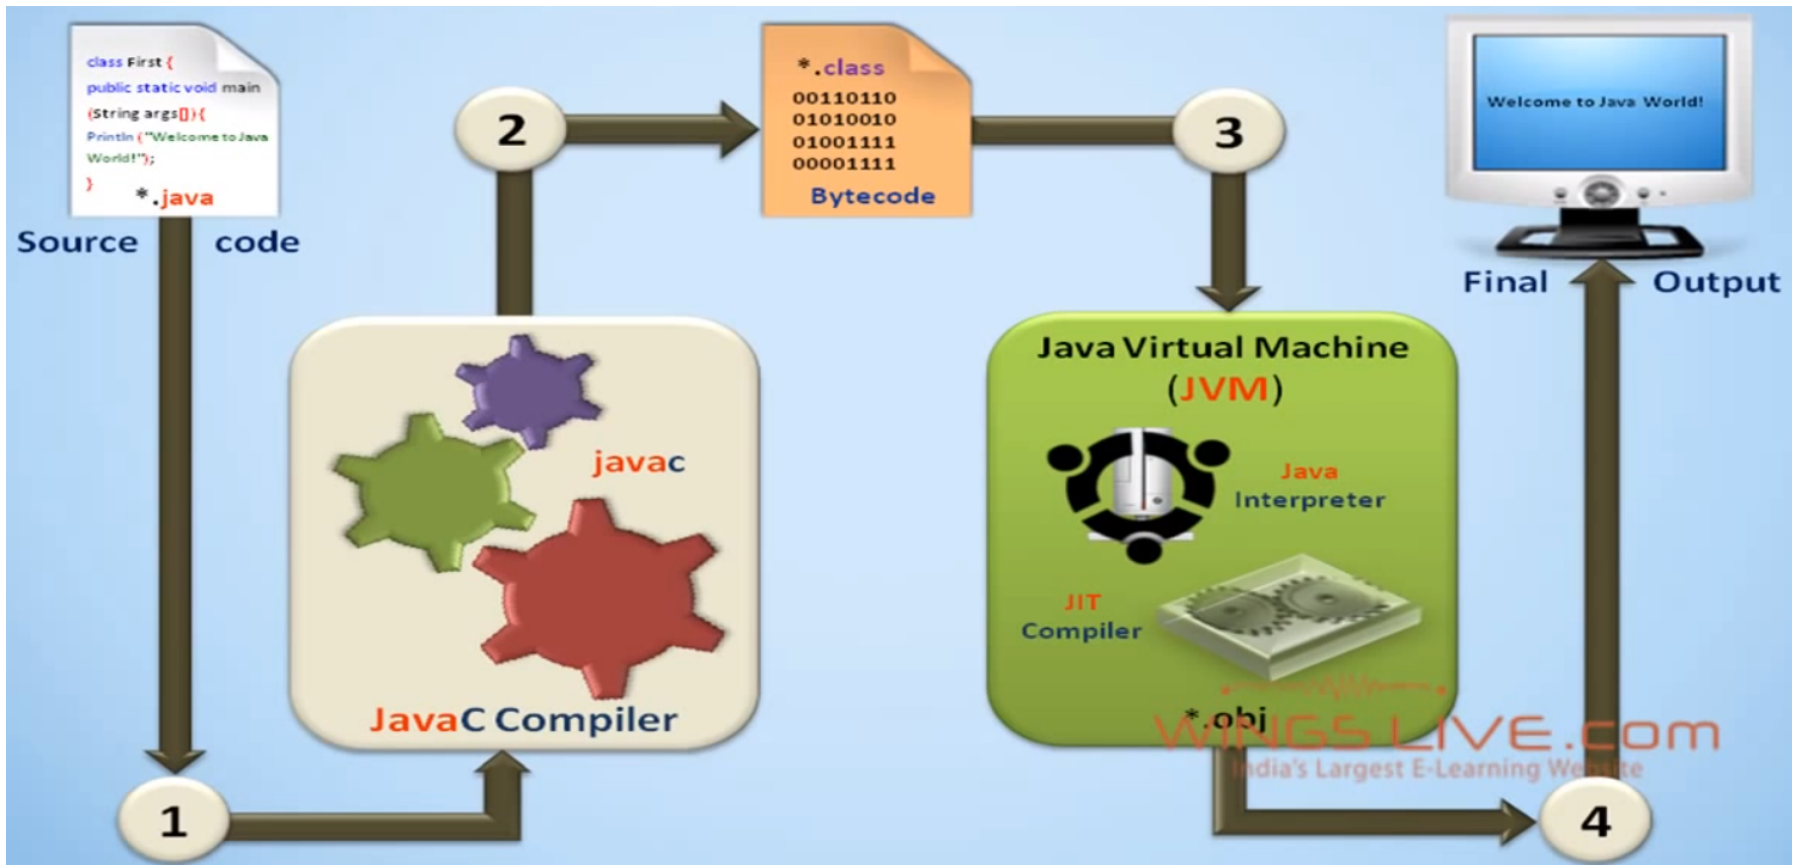 class First {
public static void main
(String args[]){
Println ("Welcome to Java
World!");
}
*.java
Source code
1
2
javac
JavaC Compiler
*.class
00110110
01010010
01001111
00001111
Bytecode
3
Java Virtual Machine
(JVM)
Java
Interpreter
JIT
Compiler
*.obj
4
Welcome to Java World!
Final Output
WiNGS LIVE.com
India's Largest E-Learning Website